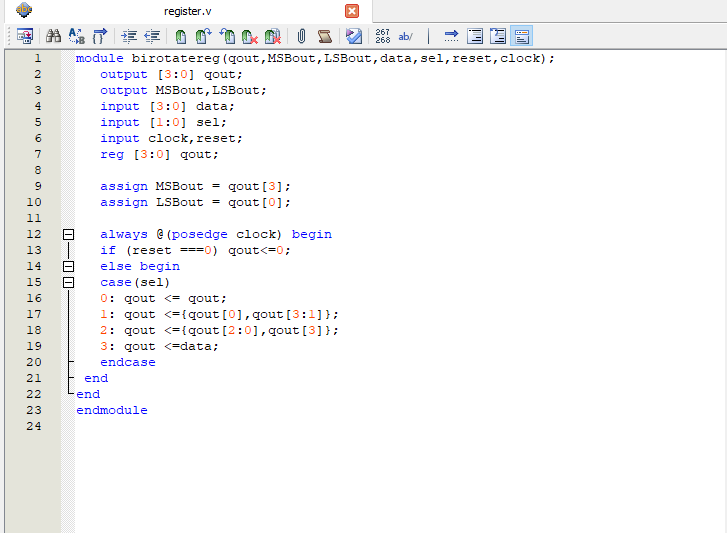 register.v
267
268
ab/
1 module birotatereg(qout,MSBout,LSBout,data,sel,reset,clock);
2 output [3:0] qout;
3 output MSBout,LSBout;
4 input [3:0] data;
5 input [1:0] sel;
6 input clock,reset;
7 reg [3:0] qout;
8
9 assign MSBout = qout[3];
10 assign LSBout = qout[0];
11
12 always @(posedge clock) begin
13 if (reset ===0) qout<=0;
14 else begin
15 case(sel)
16 0: qout <= qout;
17 1: qout <={qout[0],qout[3:1]};
18 2: qout <={qout[2:0],qout[3]};
19 3: qout <=data;
20 endcase
21 end
22 end
23 endmodule
24